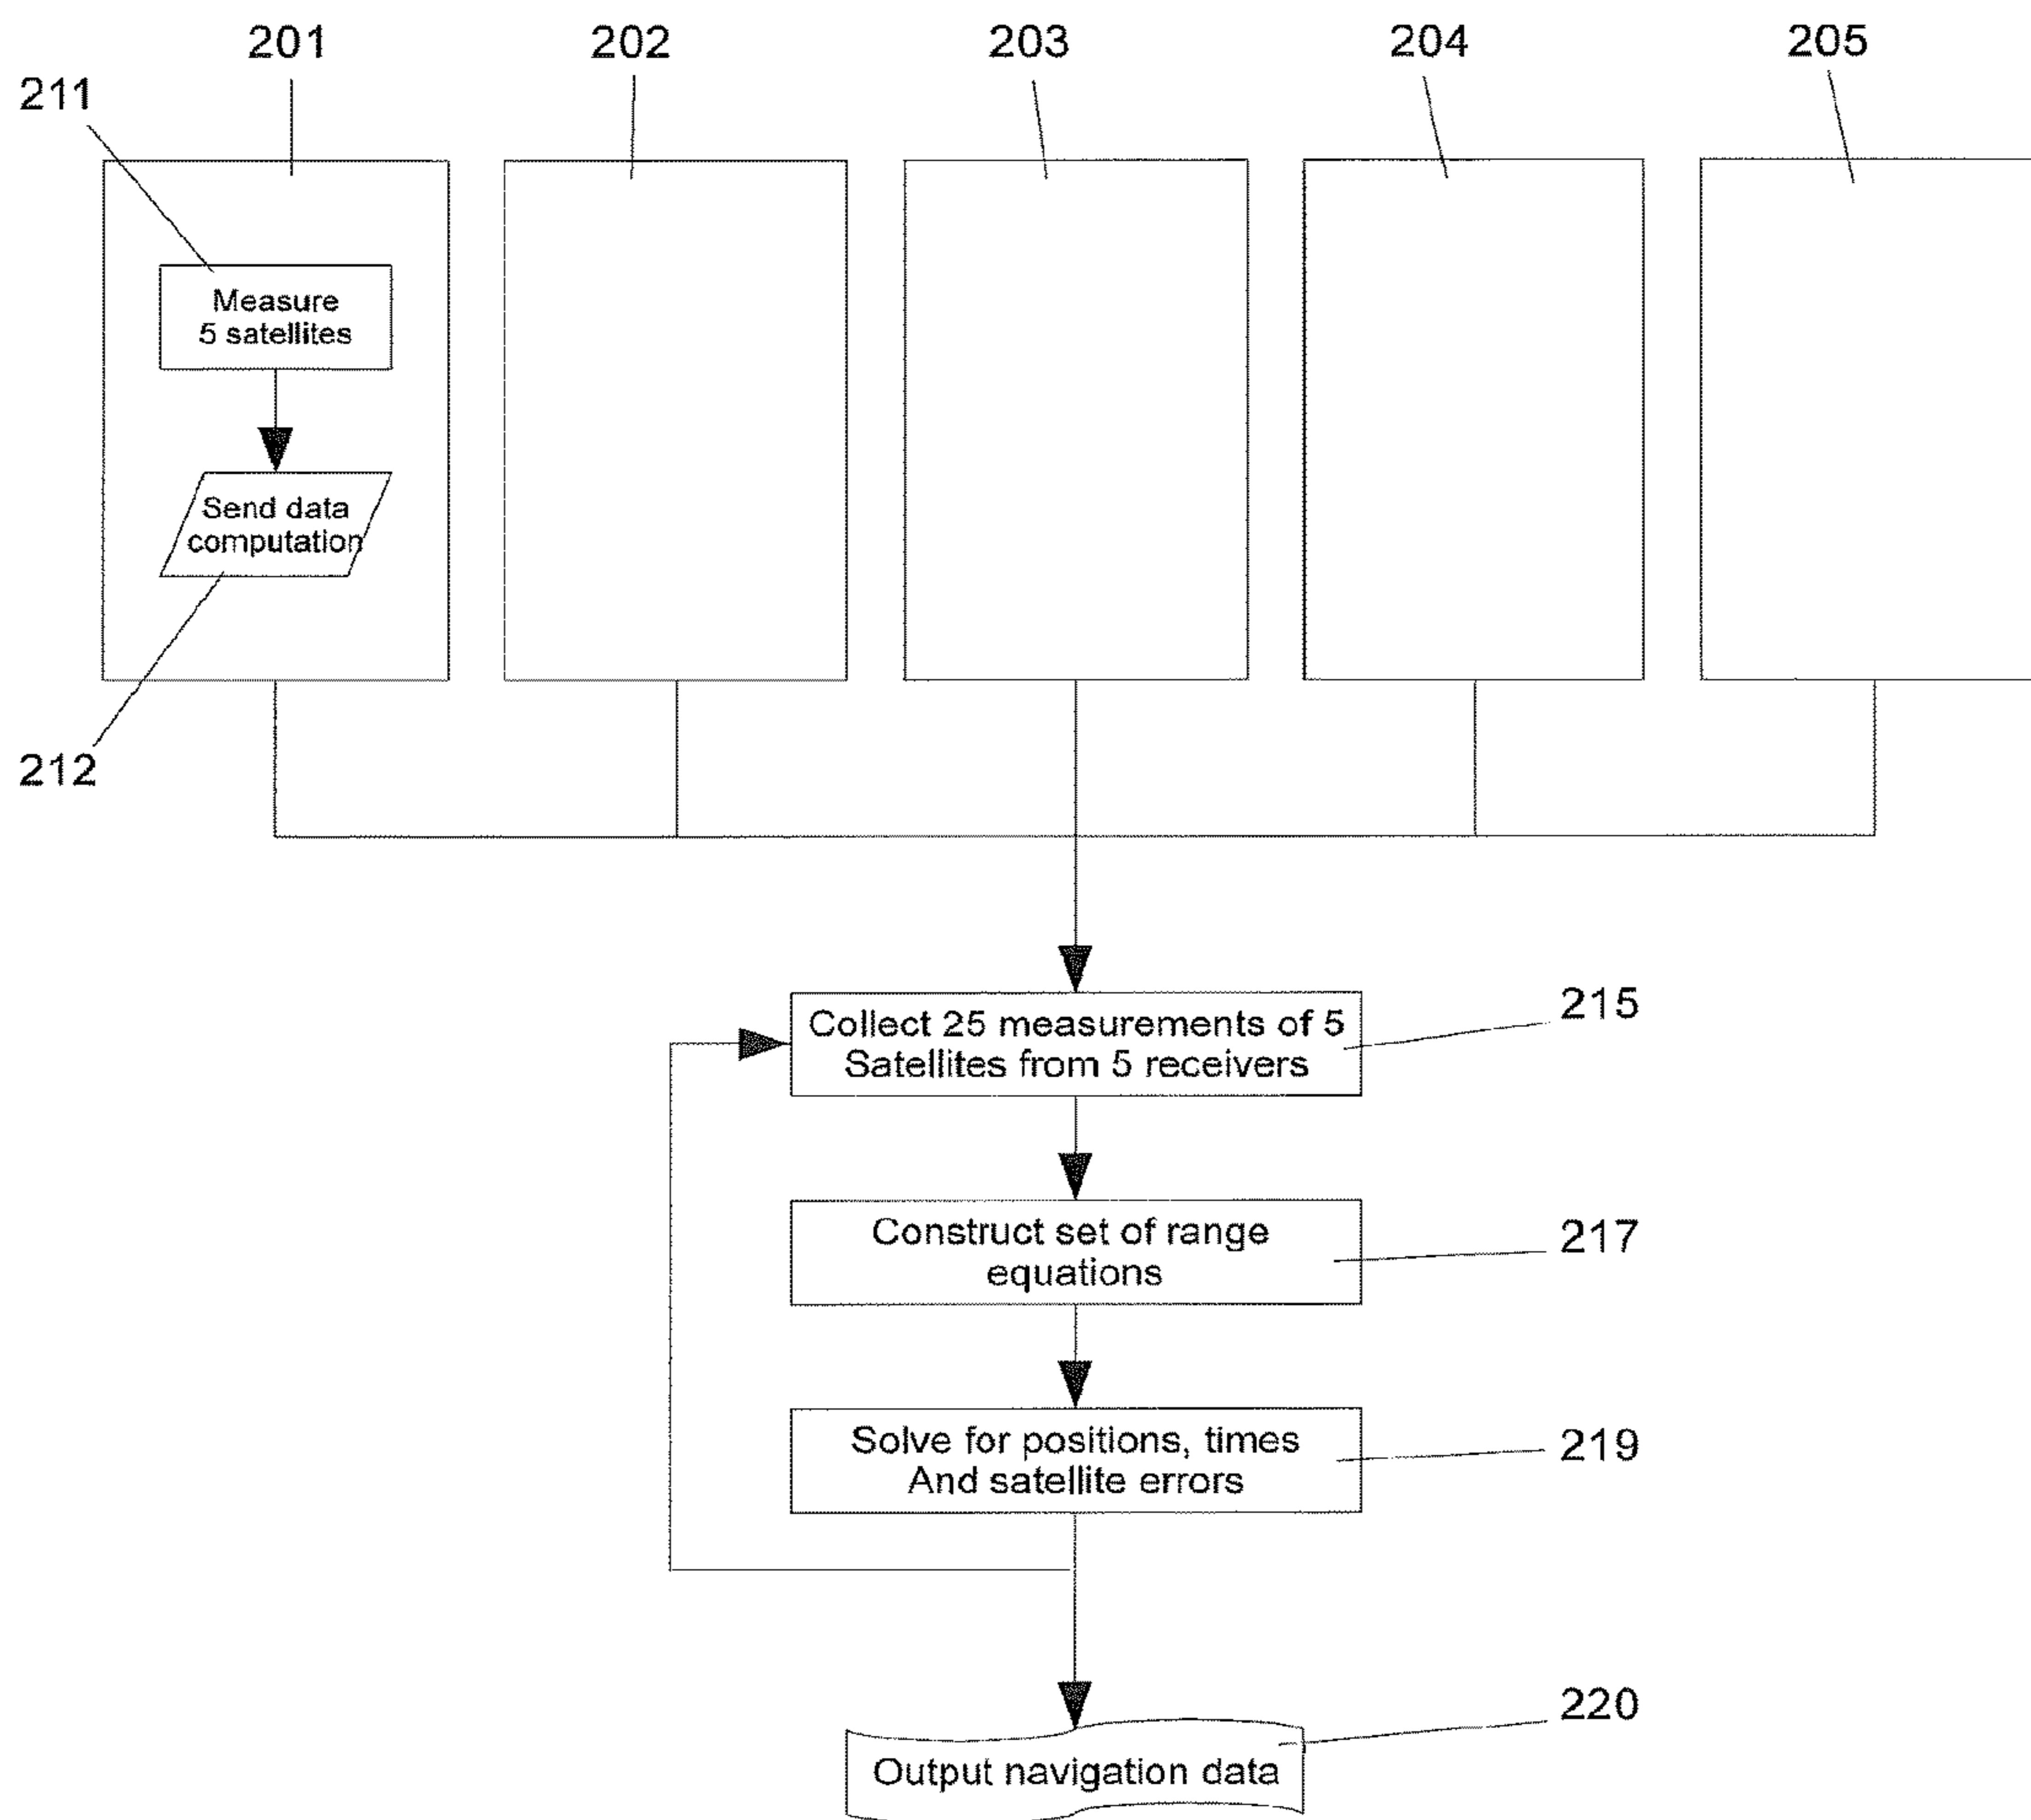 201
202
203
204
205
211
Measure
5 satellites
Send data
computation
212
Collect 25 measurements of 5
Satellites from 5 receivers
215
Construct set of range
equations
217
Solve for positions, times
And satellite errors
219
220
Output navigation data